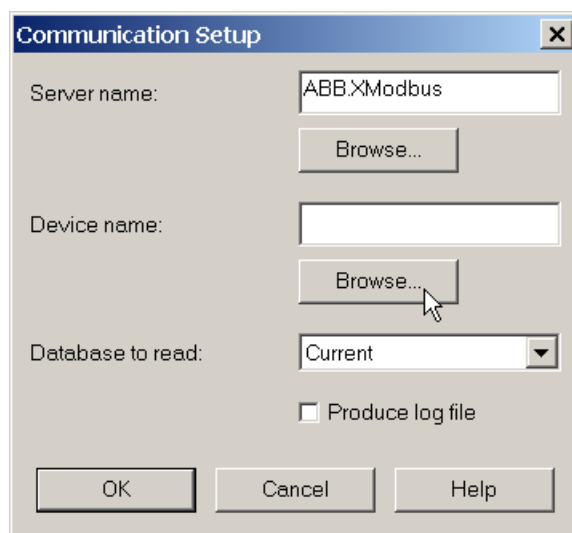 Communication Setup
Server name:
ABB.XModbus
Browse...
Device name:
Browse...
Database to read:
Current
Produce log file
OK
Cancel
Help